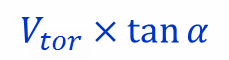 V_tor × tan α